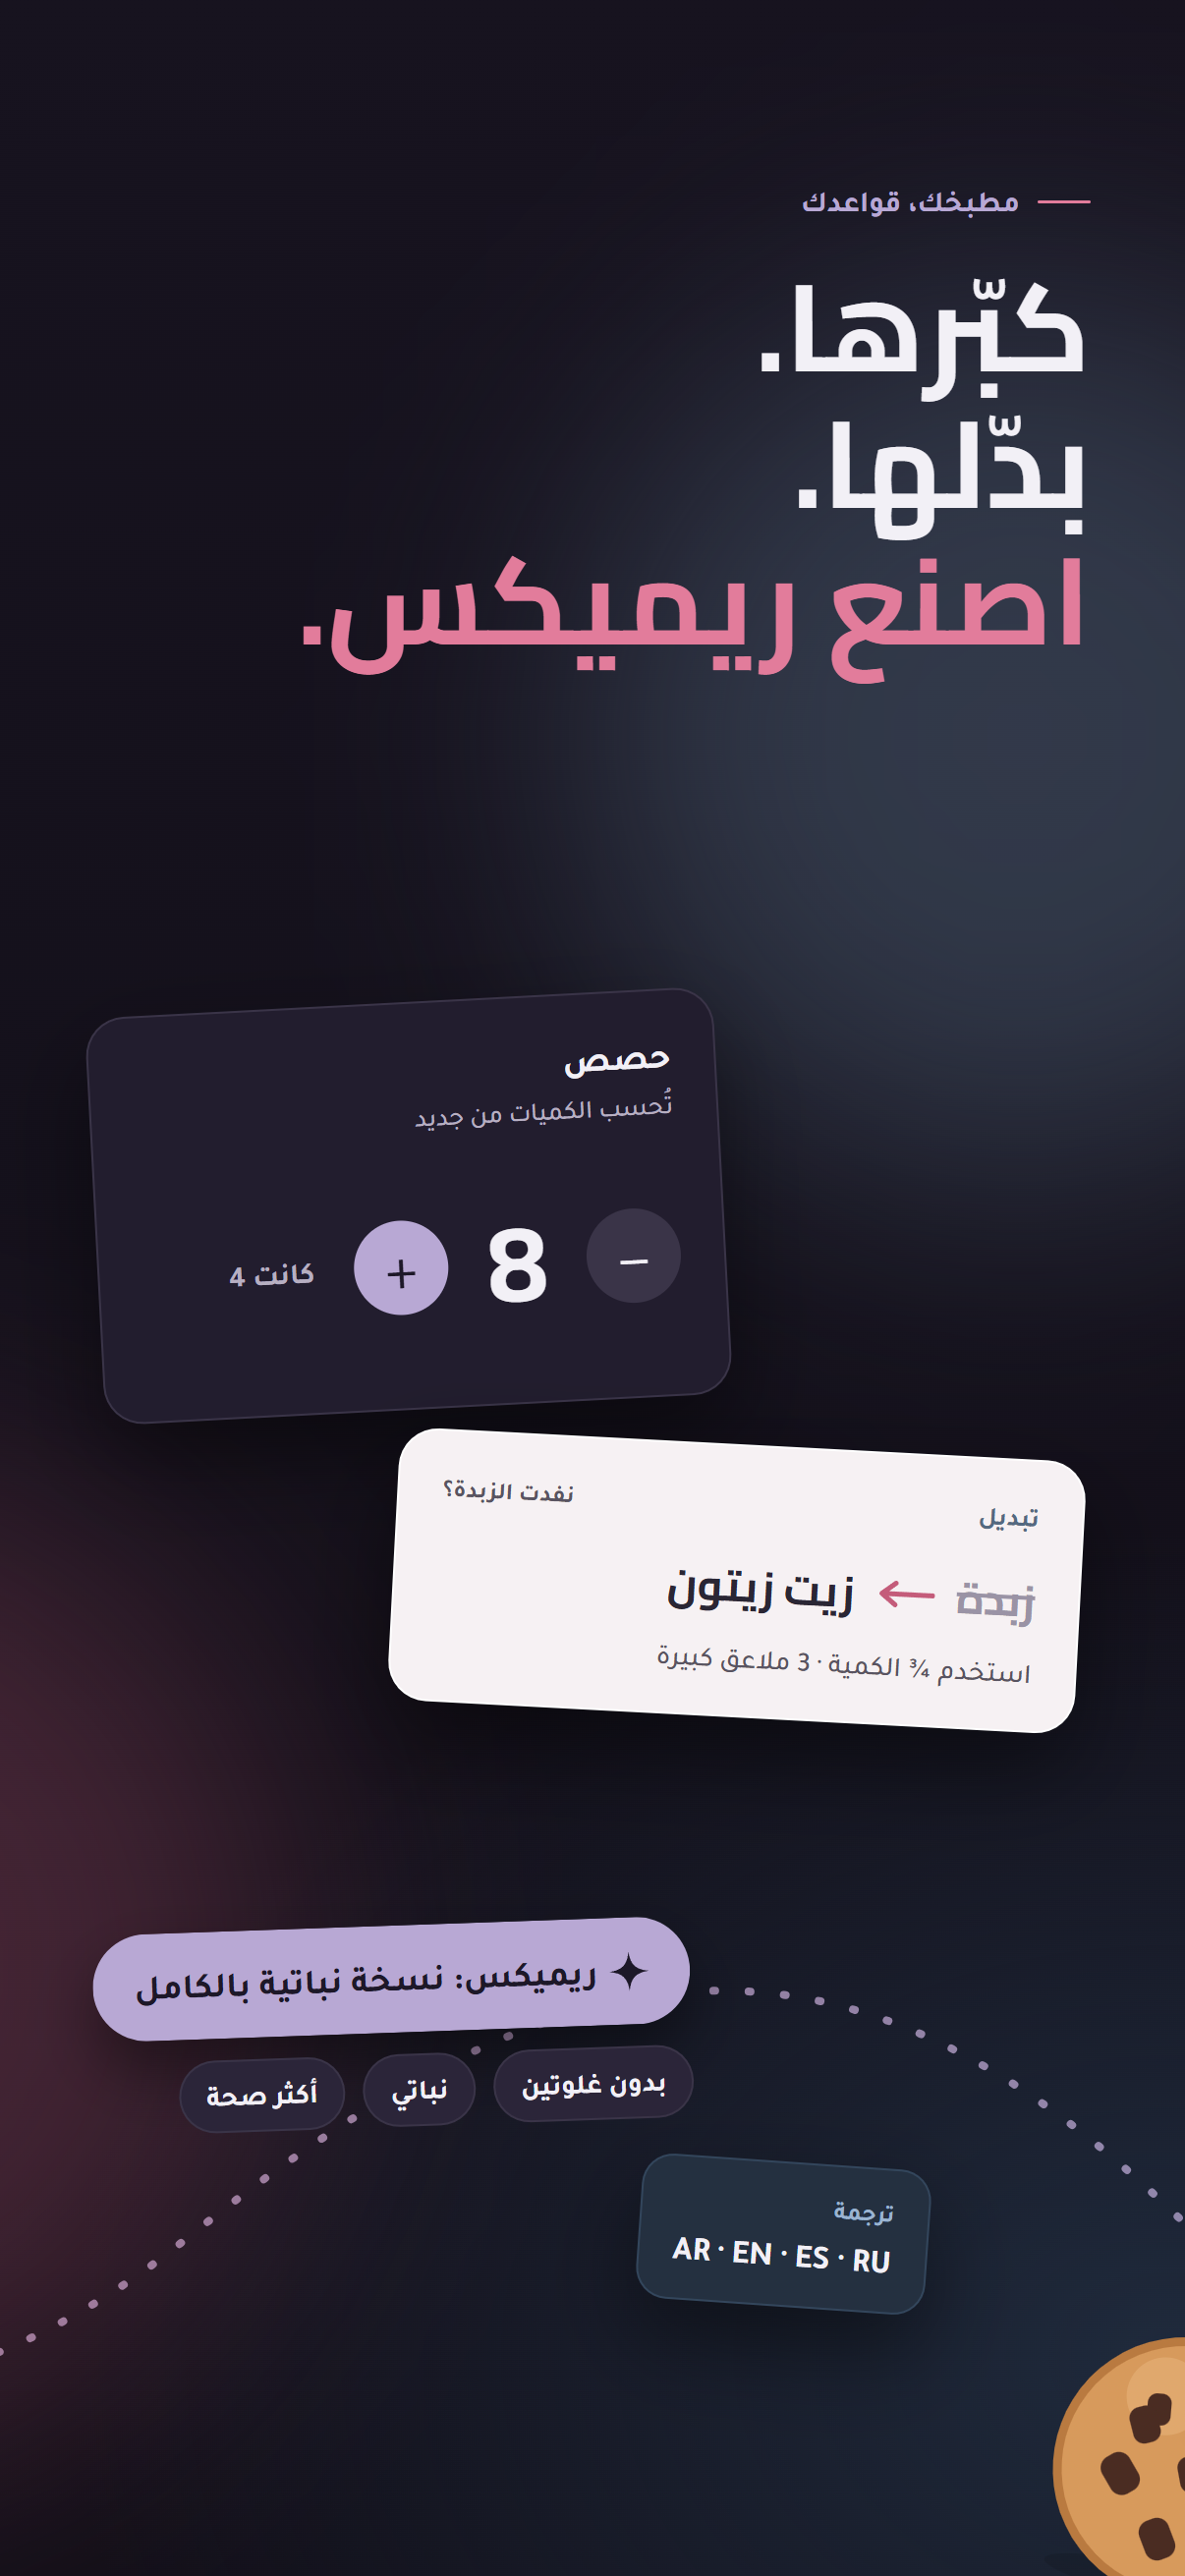 مطبخك، قواعدك
كبّرها.
بدّلها.
اصنع ريميكس.
حصص
تُحسب الكميات من جديد
− 8 + كانت 4
تبديل نفدت الزبدة؟
زبدة ← زيت زيتون
استخدم ¾ الكمية · 3 ملاعق كبيرة
ريميكس: نسخة نباتية بالكامل
بدون غلوتين نباتي أكثر صحة
ترجمة
AR · EN · ES · RU